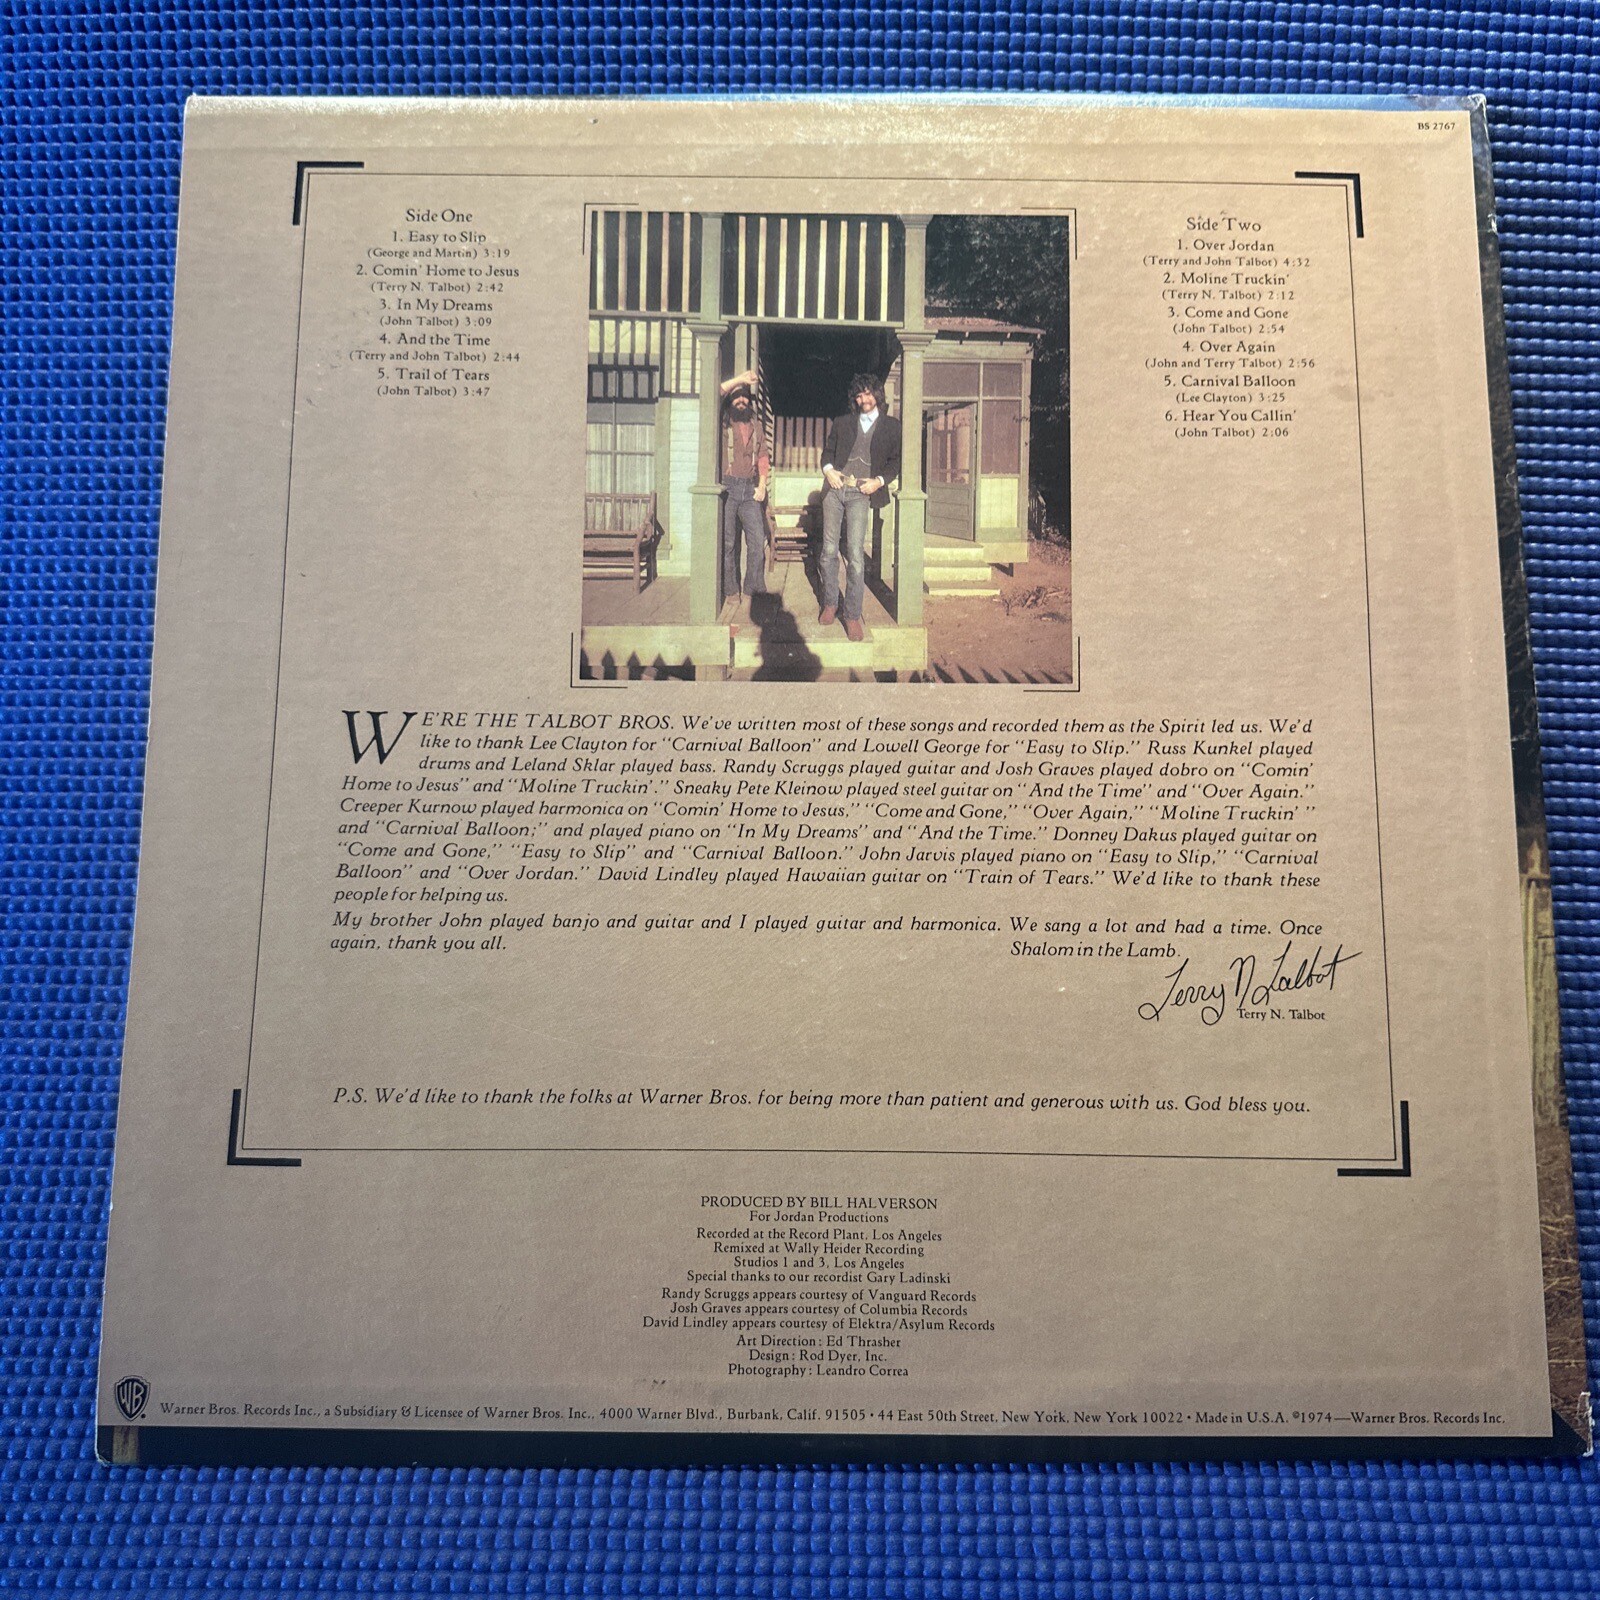 BS 2767
Side One
1. Easy to Slip
(George and Martin) 3:19
2. Comin' Home to Jesus
(Terry N. Talbot) 2:42
3. In My Dreams
(John Talbot) 3:09
4. And the Time
(Terry and John Talbot) 2:44
5. Trail of Tears
(John Talbot) 3:47
Side Two
1. Over Jordan
(Terry and John Talbot) 4:32
2. Moline Truckin'
(Terry N. Talbot) 2:12
3. Come and Gone
(John Talbot) 2:54
4. Over Again
(John and Terry Talbot) 2:56
5. Carnival Balloon
(Lee Clayton) 3:25
6. Hear You Callin'
(John Talbot) 2:06
WE'RE THE TALBOT BROS. We've written most of these songs and recorded them as the Spirit led us. We'd
like to thank Lee Clayton for "Carnival Balloon" and Lowell George for "Easy to Slip." Russ Kunkel played
drums and Leland Sklar played bass. Randy Scruggs played guitar and Josh Graves played dobro on "Comin'
Home to Jesus" and "Moline Truckin'." Sneaky Pete Kleinow played steel guitar on "And the Time" and "Over Again."
Creeper Kurnow played harmonica on "Comin' Home to Jesus," "Come and Gone," "Over Again," "Moline Truckin' "
and "Carnival Balloon;" and played piano on "In My Dreams" and "And the Time." Donney Dakus played guitar on
"Come and Gone," "Easy to Slip" and "Carnival Balloon." John Jarvis played piano on "Easy to Slip," "Carnival
Balloon" and "Over Jordan." David Lindley played Hawaiian guitar on "Train of Tears." We'd like to thank these
people for helping us.
My brother John played banjo and guitar and I played guitar and harmonica. We sang a lot and had a time. Once
again, thank you all. Shalom in the Lamb.
Terry N Talbot
Terry N. Talbot
P.S. We'd like to thank the folks at Warner Bros. for being more than patient and generous with us. God bless you.
PRODUCED BY BILL HALVERSON
For Jordan Productions
Recorded at the Record Plant, Los Angeles
Remixed at Wally Heider Recording
Studios 1 and 3, Los Angeles
Special thanks to our recordist Gary Ladinski
Randy Scruggs appears courtesy of Vanguard Records
Josh Graves appears courtesy of Columbia Records
David Lindley appears courtesy of Elektra/Asylum Records
Art Direction: Ed Thrasher
Design: Rod Dyer, Inc.
Photography: Leandro Correa
WB Warner Bros. Records Inc., a Subsidiary & Licensee of Warner Bros. Inc., 4000 Warner Blvd., Burbank, Calif. 91505 • 44 East 50th Street, New York, New York 10022 • Made in U.S.A. ℗1974—Warner Bros. Records Inc.